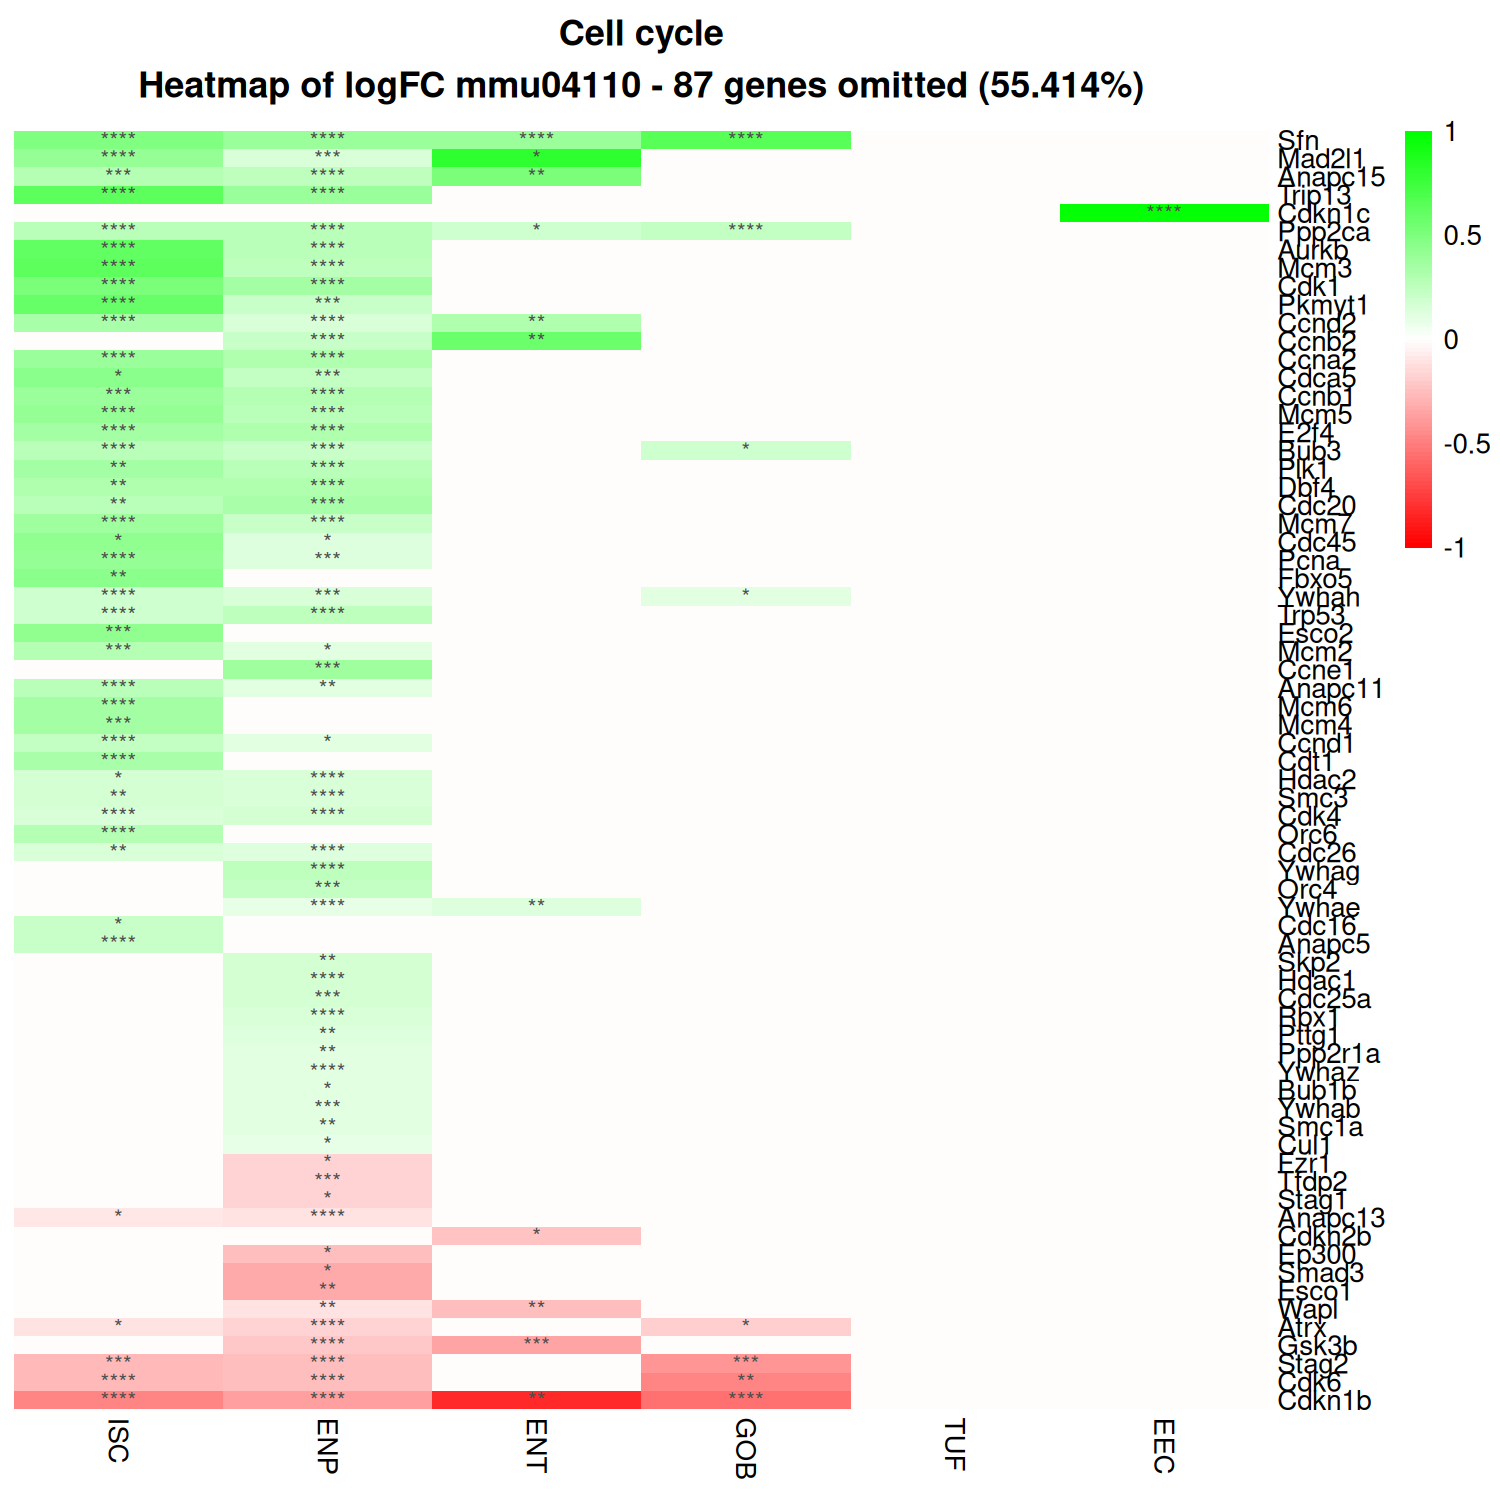 Cell cycle
Heatmap of logFC mmu04110 - 87 genes omitted (55.414%)
**** **** **** **** Sfn
**** *** * Mad2l1
*** **** ** Anapc15
**** **** Trip13
**** Cdkn1c
**** **** * **** Ppp2ca
**** **** Aurkb
**** **** Mcm3
**** **** Cdk1
**** *** Pkmyt1
**** **** ** Ccnd2
**** ** Ccnb2
**** **** Ccna2
* *** Cdca5
*** **** Ccnb1
**** **** Mcm5
**** **** E2f4
**** **** * Bub3
** **** Plk1
** **** Dbf4
** **** Cdc20
**** **** Mcm7
* * Cdc45
**** *** Pcna
** Fbxo5
**** *** * Ywhah
**** **** Trp53
*** Esco2
*** * Mcm2
*** Ccne1
**** ** Anapc11
**** Mcm6
*** Mcm4
**** * Ccnd1
**** Cdt1
* **** Hdac2
** **** Smc3
**** **** Cdk4
**** Orc6
** **** Cdc26
**** Ywhag
*** Orc4
**** ** Ywhae
* Cdc16
**** Anapc5
** Skp2
**** Hdac1
*** Cdc25a
**** Rbx1
** Pttg1
** Ppp2r1a
**** Ywhaz
* Bub1b
*** Ywhab
** Smc1a
* Cul1
* Fzr1
*** Tfdp2
* Stag1
* **** Anapc13
* Cdkn2b
* Ep300
* Smad3
** Esco1
** ** Wapl
* **** * Atrx
**** *** Gsk3b
*** **** *** Stag2
**** **** ** Cdk6
**** **** ** **** Cdkn1b
ISC ENP ENT GOB TUF EEC
1
0.5
0
-0.5
-1